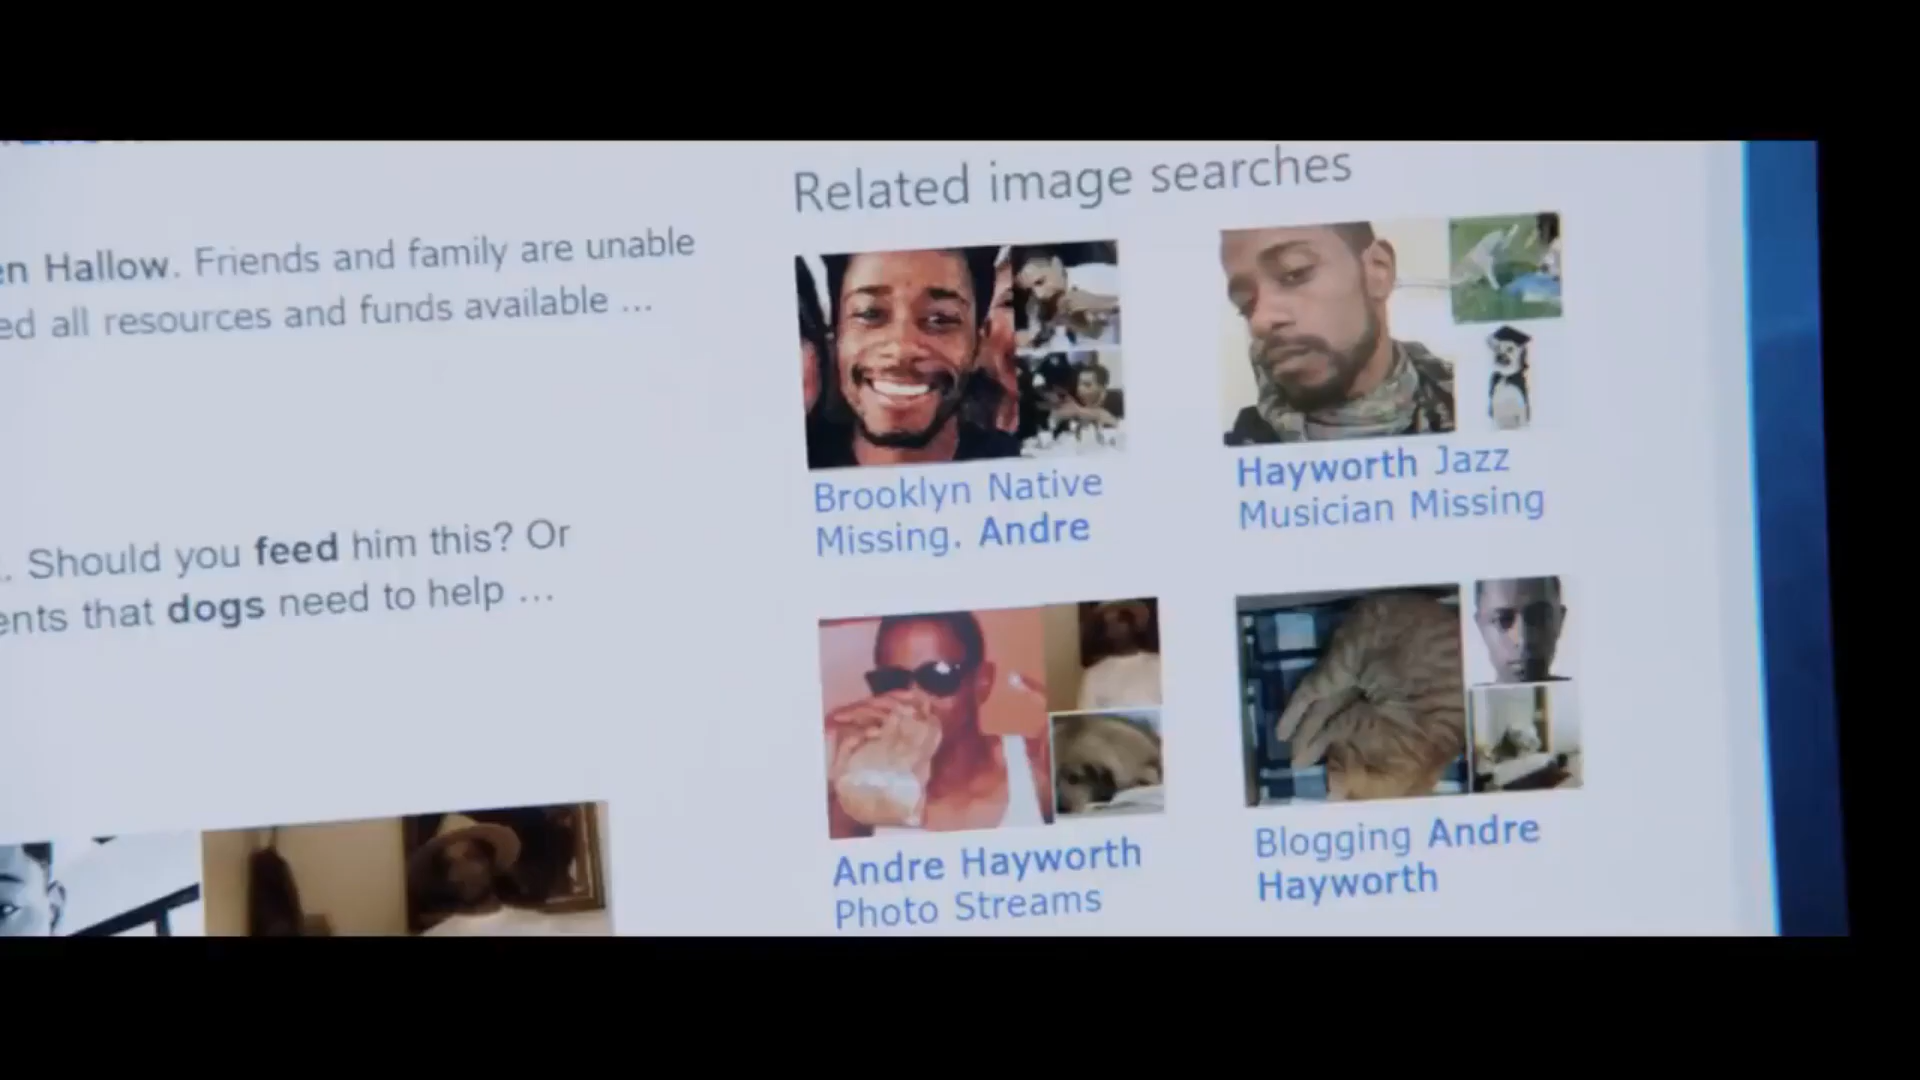 en Hallow. Friends and family are unable
ed all resources and funds available ...
. Should you feed him this? Or
ents that dogs need to help ...
Related image searches
Brooklyn Native
Missing. Andre
Hayworth Jazz
Musician Missing
Andre Hayworth
Photo Streams
Blogging Andre
Hayworth